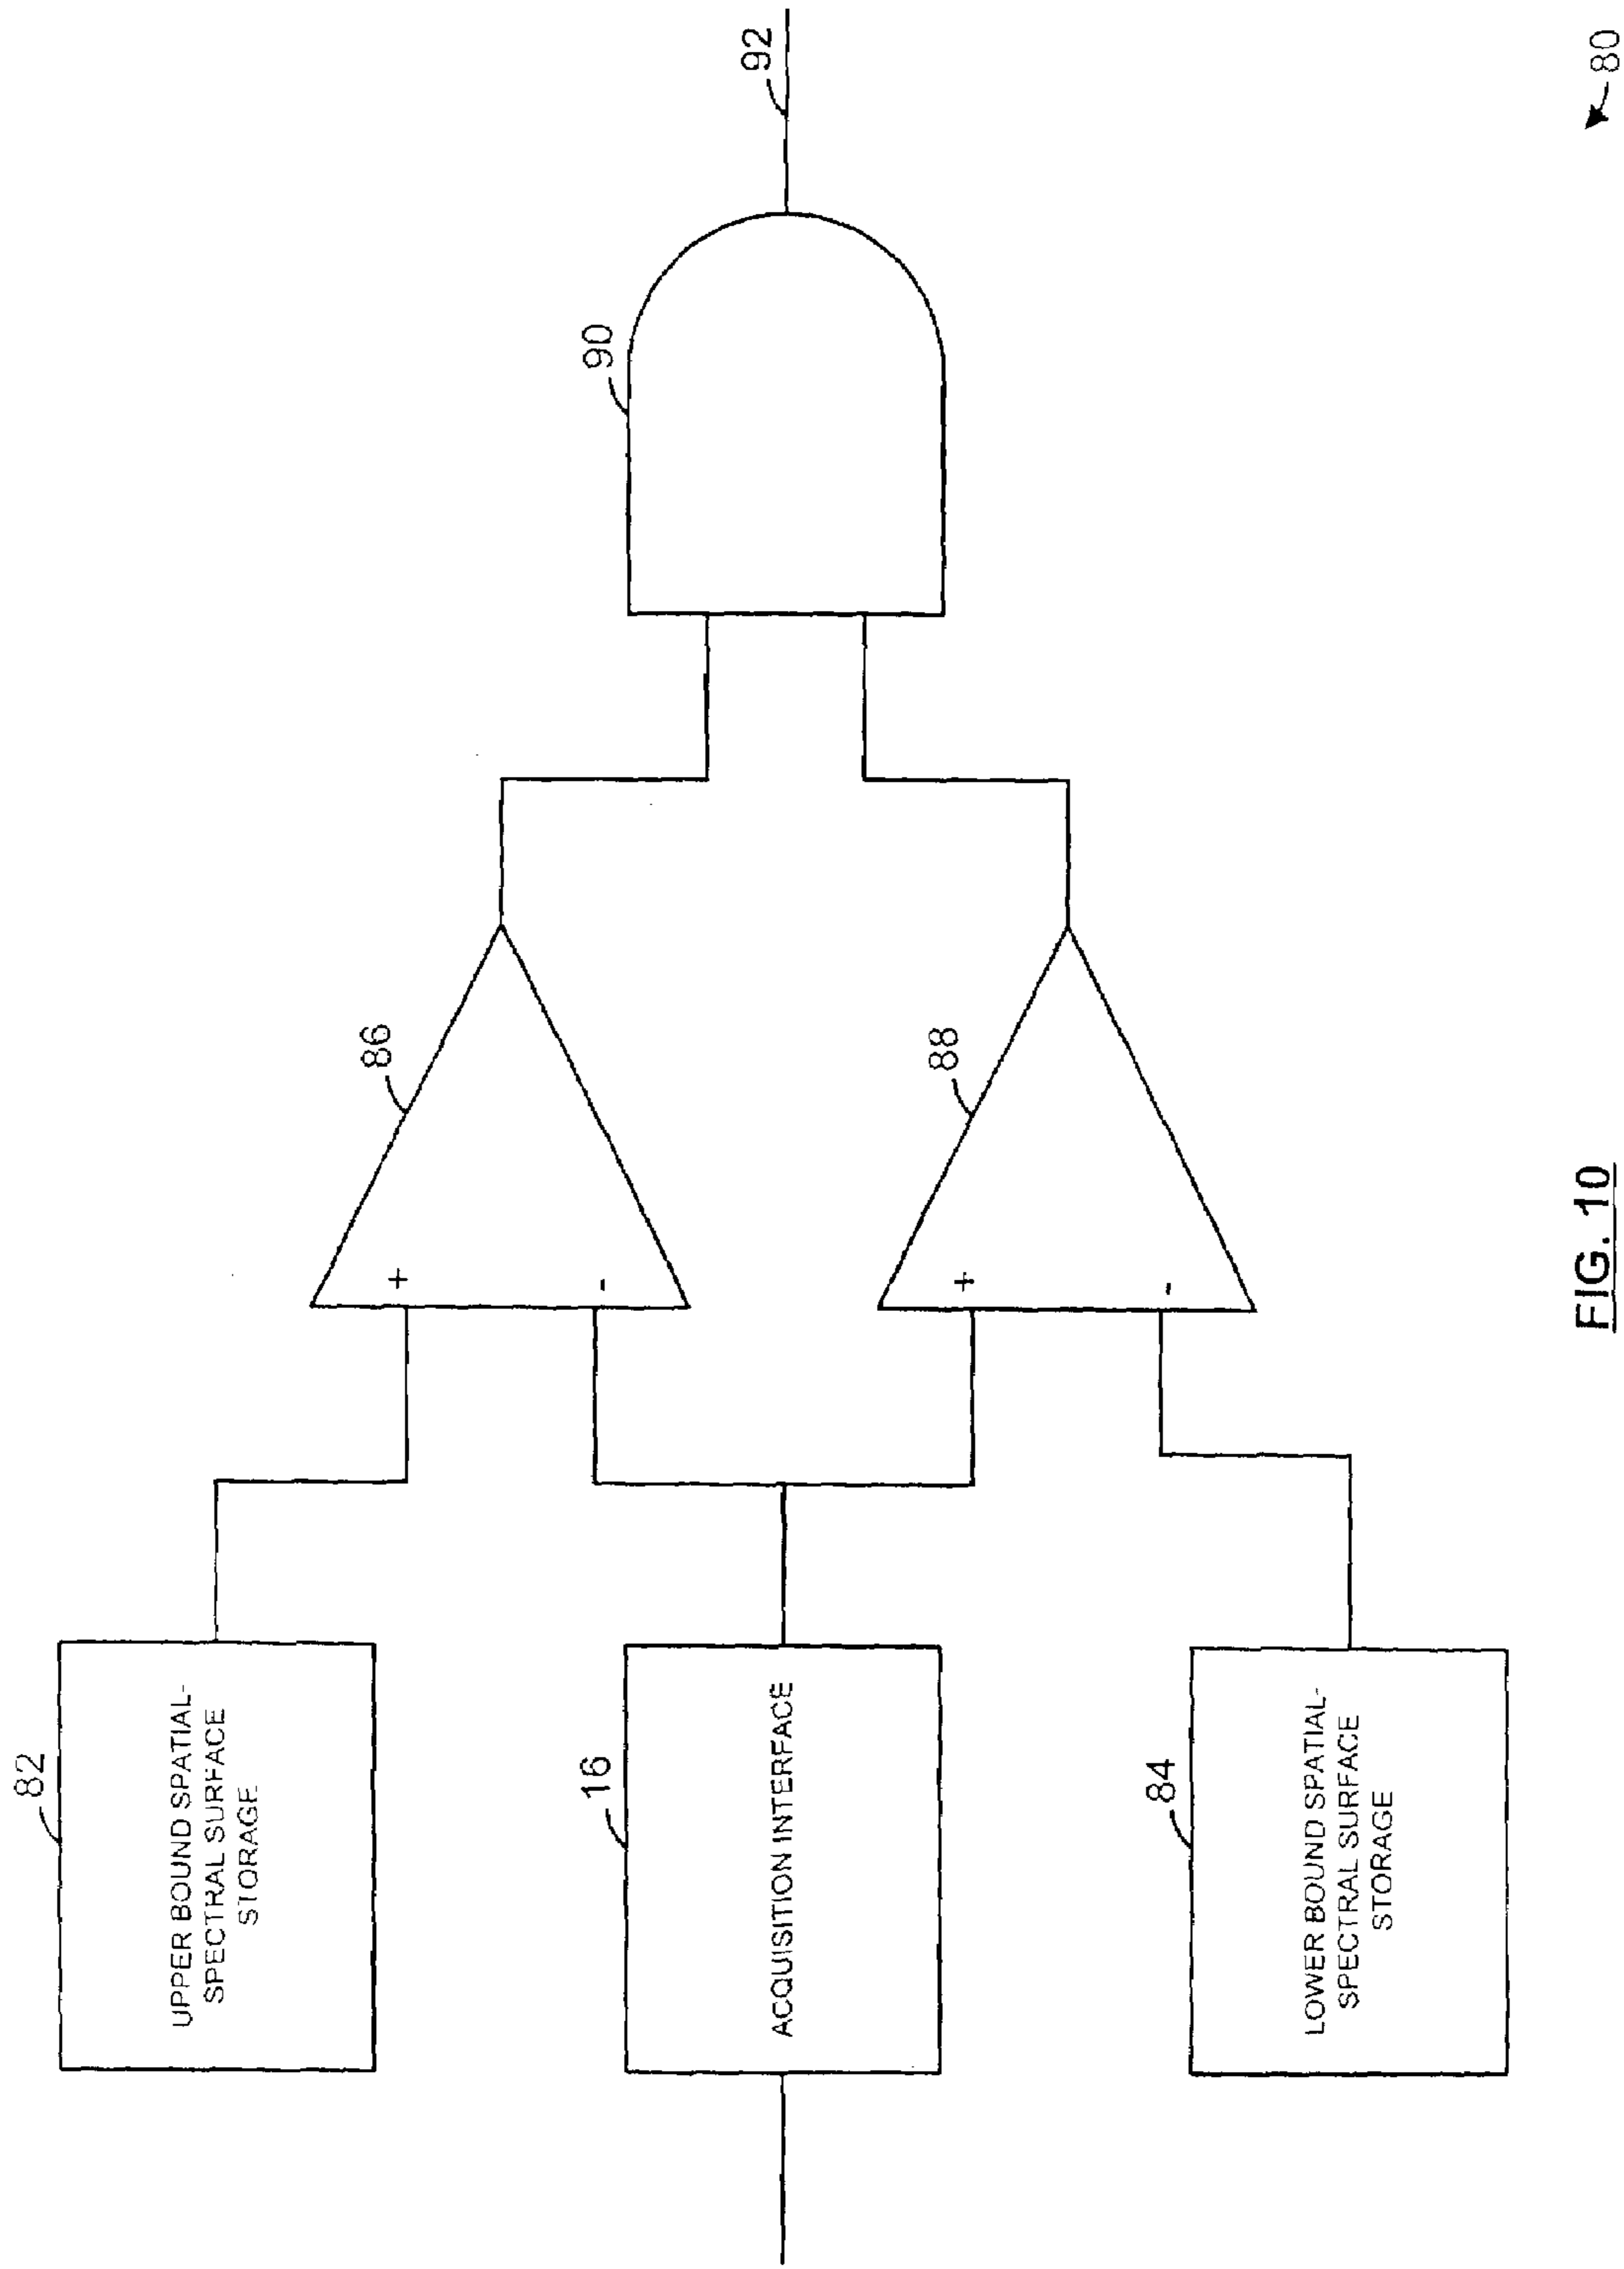 82
UPPER BOUND SPATIAL-
SPECTRAL SURFACE
STORAGE
16
ACQUISITION INTERFACE
84
LOWER BOUND SPATIAL-
SPECTRAL SURFACE
STORAGE
86
+
-
88
+
-
90
92
80
FIG. 10